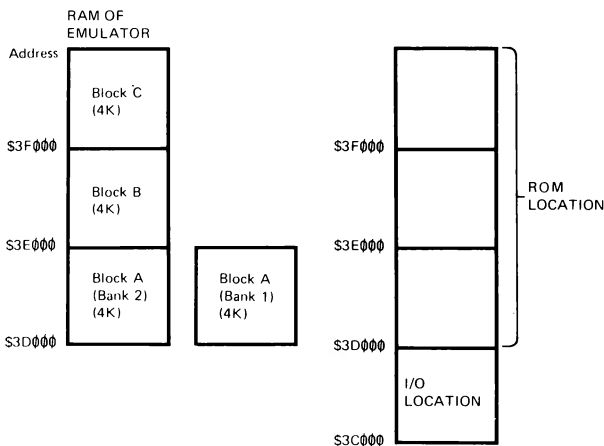 RAM OF
EMULATOR
Address
Block C
(4K)
$3Føøø
Block B
(4K)
$3Eøøø
Block A
(Bank 2)
(4K)
$3Døøø
Block A
(Bank 1)
(4K)
$3Føøø
$3Eøøø
$3Døøø
$3Cøøø
ROM
LOCATION
I/O
LOCATION